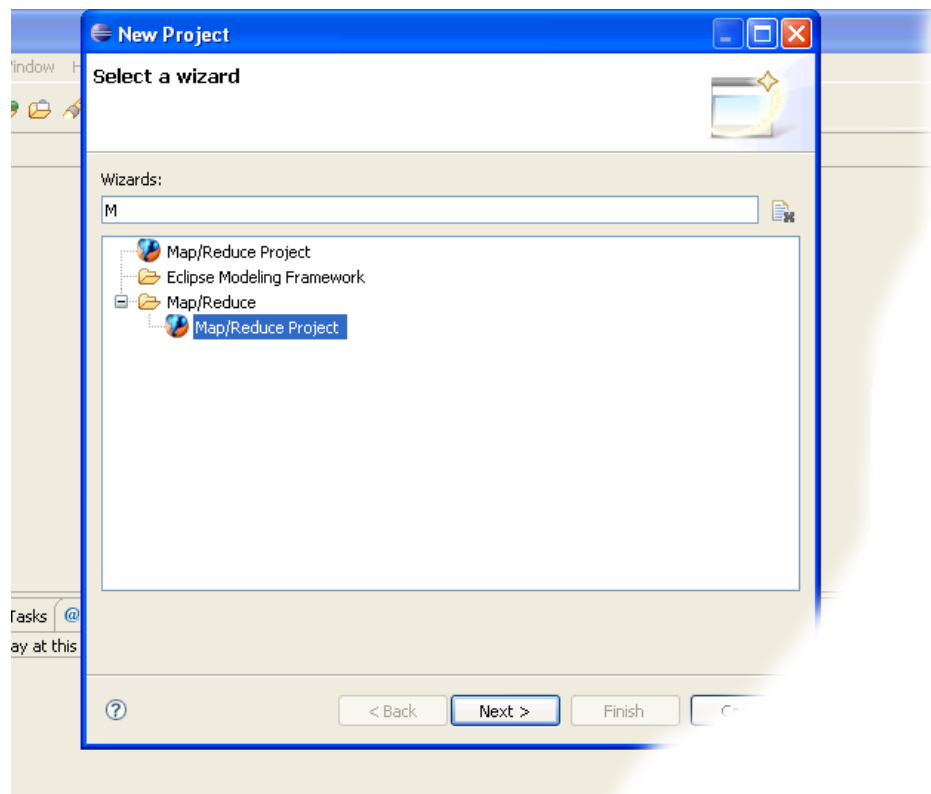 New Project
indow H
Select a wizard
Wizards:
M
Map/Reduce Project
Eclipse Modeling Framework
Map/Reduce
Map/Reduce Project
Tasks @
ay at this
? < Back Next > Finish